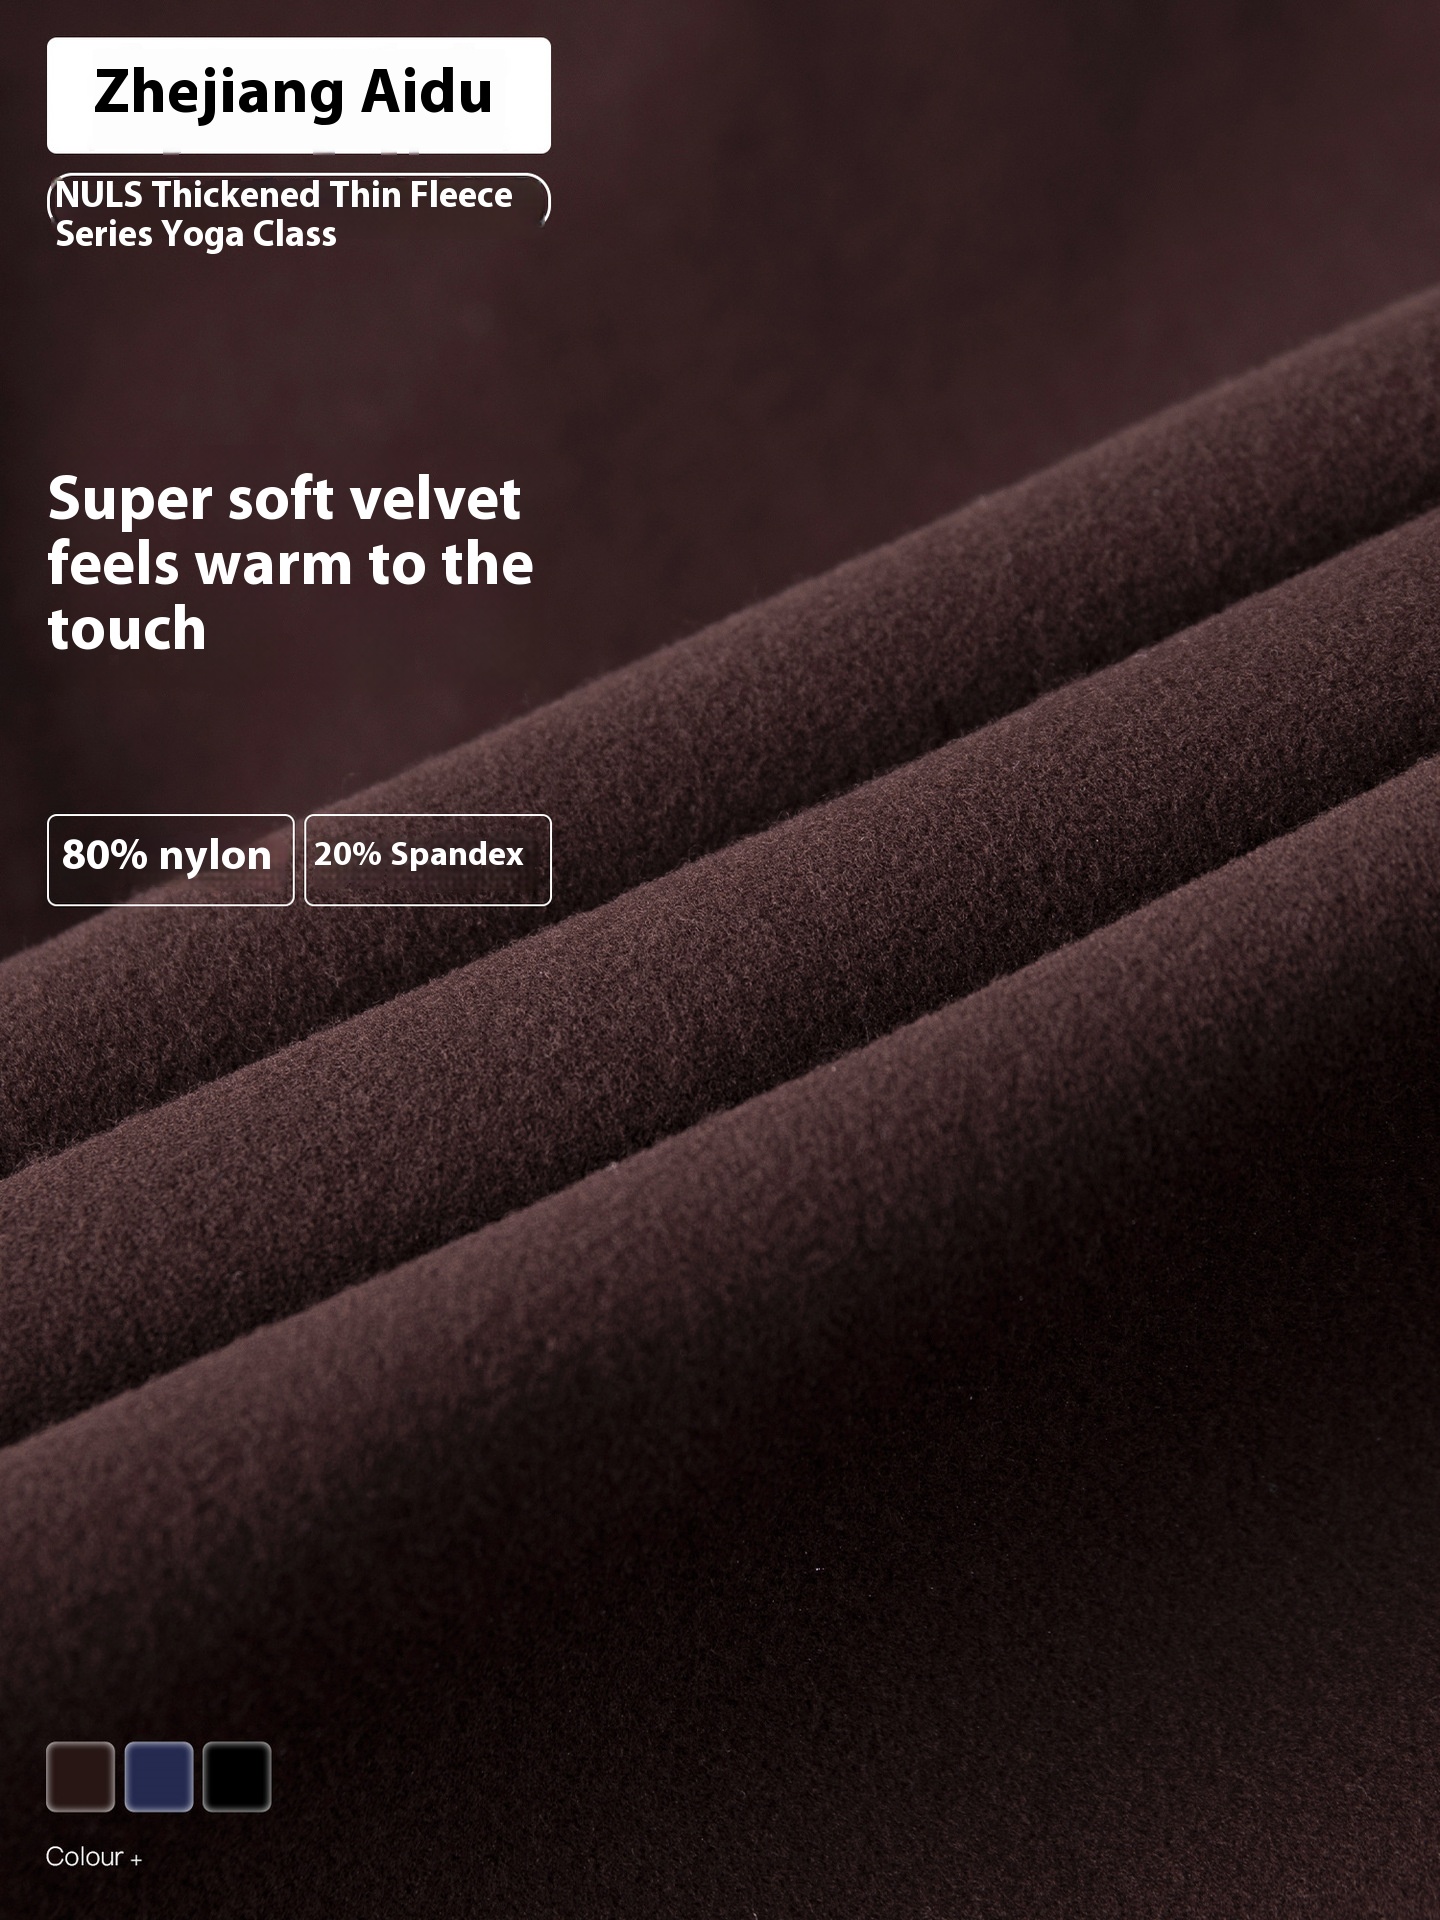 Zhejiang Aidu
NULS Thickened Thin Fleece
Series Yoga Class
Super soft velvet
feels warm to the
touch
80% nylon
20% Spandex
Colour +